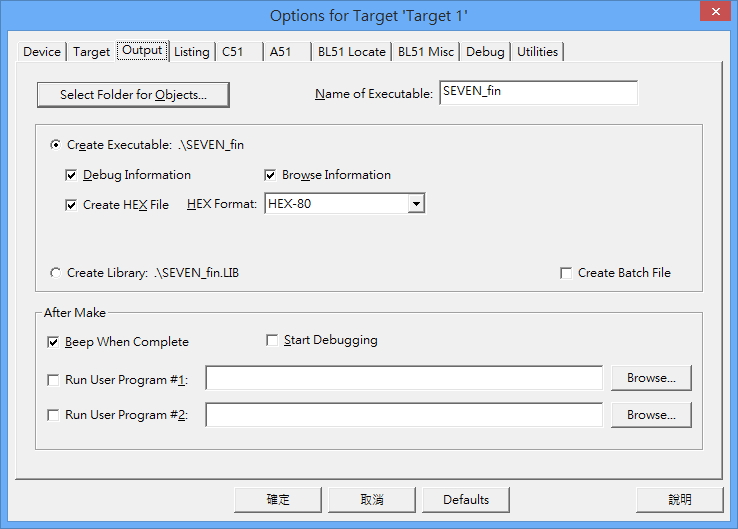 Options for Target 'Target 1'
Device Target Output Listing C51 A51 BL51 Locate BL51 Misc Debug Utilities
Select Folder for Objects... Name of Executable: SEVEN_fin
Create Executable: .\SEVEN_fin
Debug Information Browse Information
Create HEX File HEX Format: HEX-80
Create Library: .\SEVEN_fin.LIB Create Batch File
After Make
Beep When Complete Start Debugging
Run User Program #1: Browse...
Run User Program #2: Browse...
確定 取消 Defaults 說明